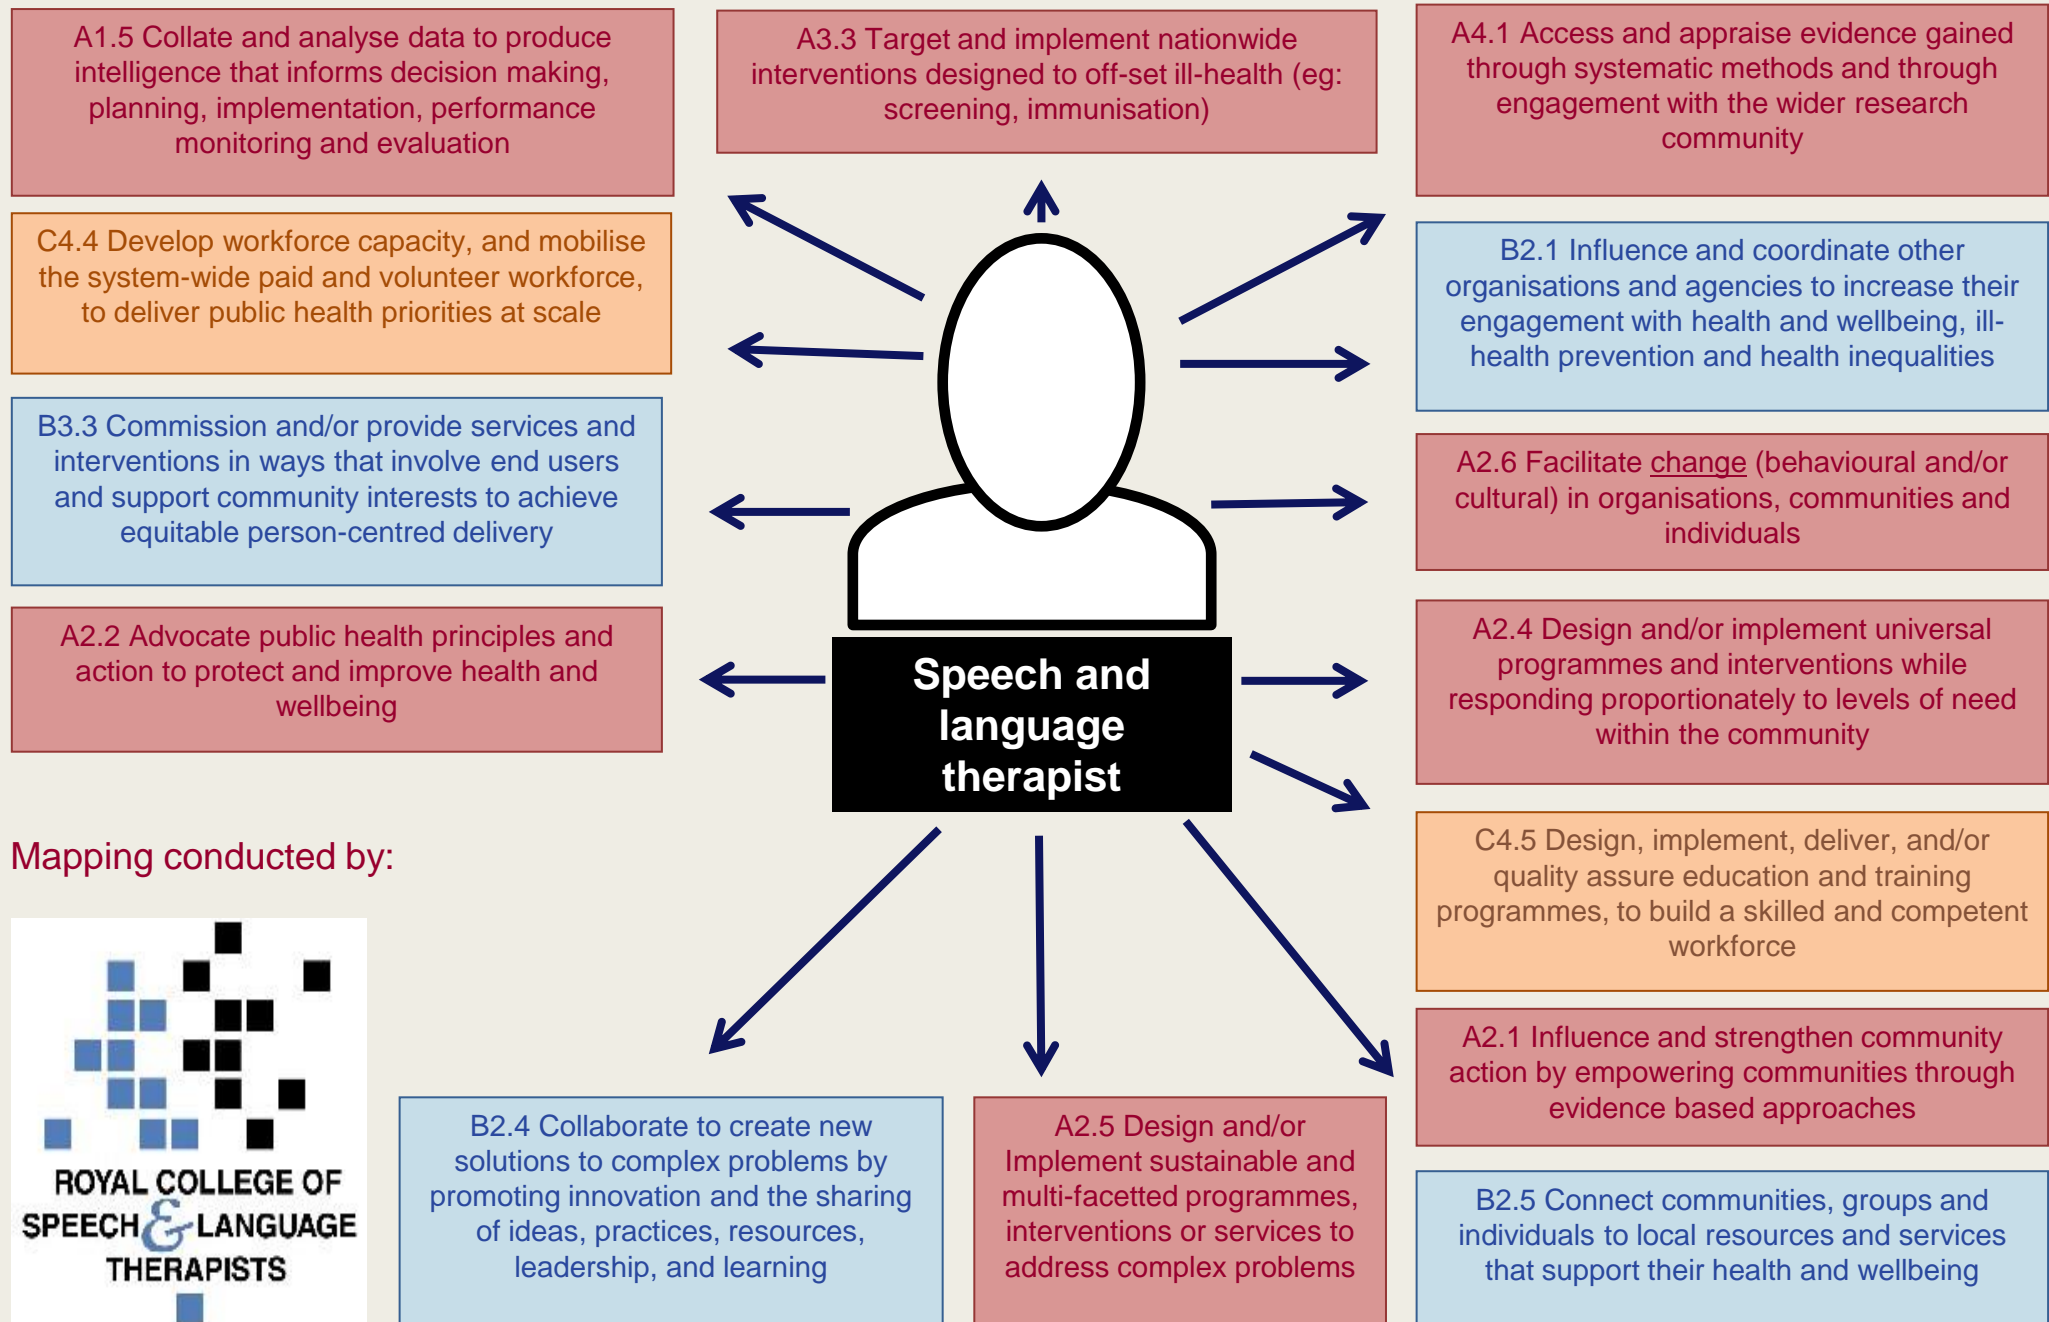 A1.5 Collate and analyse data to produce
intelligence that informs decision making,
planning, implementation, performance
monitoring and evaluation
A3.3 Target and implement nationwide
interventions designed to off-set ill-health (eg:
screening, immunisation)
A4.1 Access and appraise evidence gained
through systematic methods and through
engagement with the wider research
community
C4.4 Develop workforce capacity, and mobilise
the system-wide paid and volunteer workforce,
to deliver public health priorities at scale
B2.1 Influence and coordinate other
organisations and agencies to increase their
engagement with health and wellbeing, ill-
health prevention and health inequalities
B3.3 Commission and/or provide services and
interventions in ways that involve end users
and support community interests to achieve
equitable person-centred delivery
A2.6 Facilitate change (behavioural and/or
cultural) in organisations, communities and
individuals
A2.2 Advocate public health principles and
action to protect and improve health and
wellbeing
Speech and
language
therapist
A2.4 Design and/or implement universal
programmes and interventions while
responding proportionately to levels of need
within the community
Mapping conducted by:
C4.5 Design, implement, deliver, and/or
quality assure education and training
programmes, to build a skilled and competent
workforce
A2.1 Influence and strengthen community
action by empowering communities through
evidence based approaches
ROYAL COLLEGE OF
SPEECH & LANGUAGE
THERAPISTS
B2.4 Collaborate to create new
solutions to complex problems by
promoting innovation and the sharing
of ideas, practices, resources,
leadership, and learning
A2.5 Design and/or
Implement sustainable and
multi-facetted programmes,
interventions or services to
address complex problems
B2.5 Connect communities, groups and
individuals to local resources and services
that support their health and wellbeing